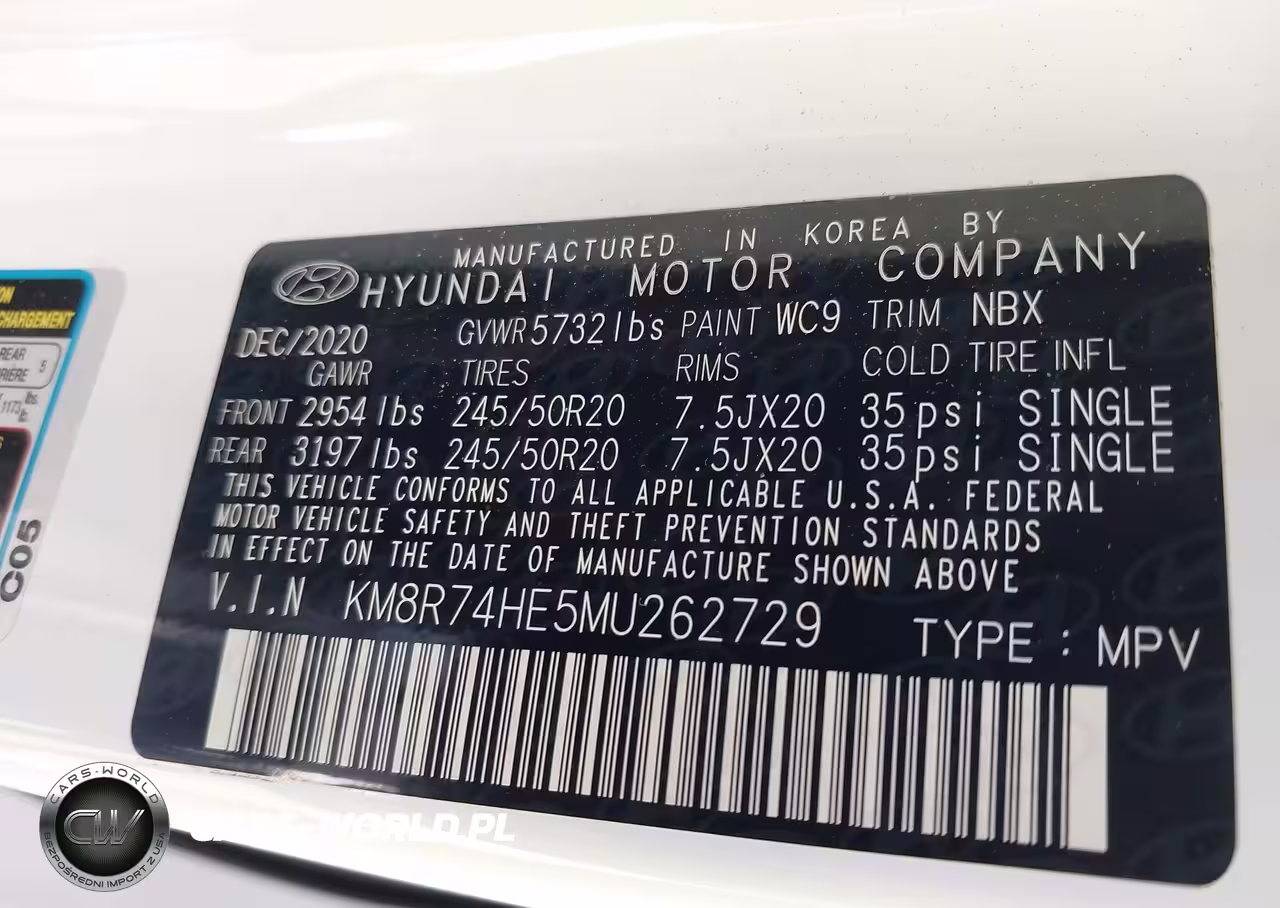 MANUFACTURED IN KOREA BY
HYUNDAI MOTOR COMPANY
DEC/2020 GVWR 5732 lbs PAINT WC9 TRIM NBX
GAWR TIRES RIMS COLD TIRE INFL
FRONT 2954 lbs 245/50R20 7.5JX20 35psi SINGLE
REAR 3197 lbs 245/50R20 7.5JX20 35psi SINGLE
THIS VEHICLE CONFORMS TO ALL APPLICABLE U.S.A. FEDERAL
MOTOR VEHICLE SAFETY AND THEFT PREVENTION STANDARDS
IN EFFECT ON THE DATE OF MANUFACTURE SHOWN ABOVE
V.I.N KM8R74HE5MU262729 TYPE : MPV
CHARGEMENT
REAR
5
C05
CARS-WORLD
CW
BEZPOŚREDNI IMPORT Z USA
WORLD.PL